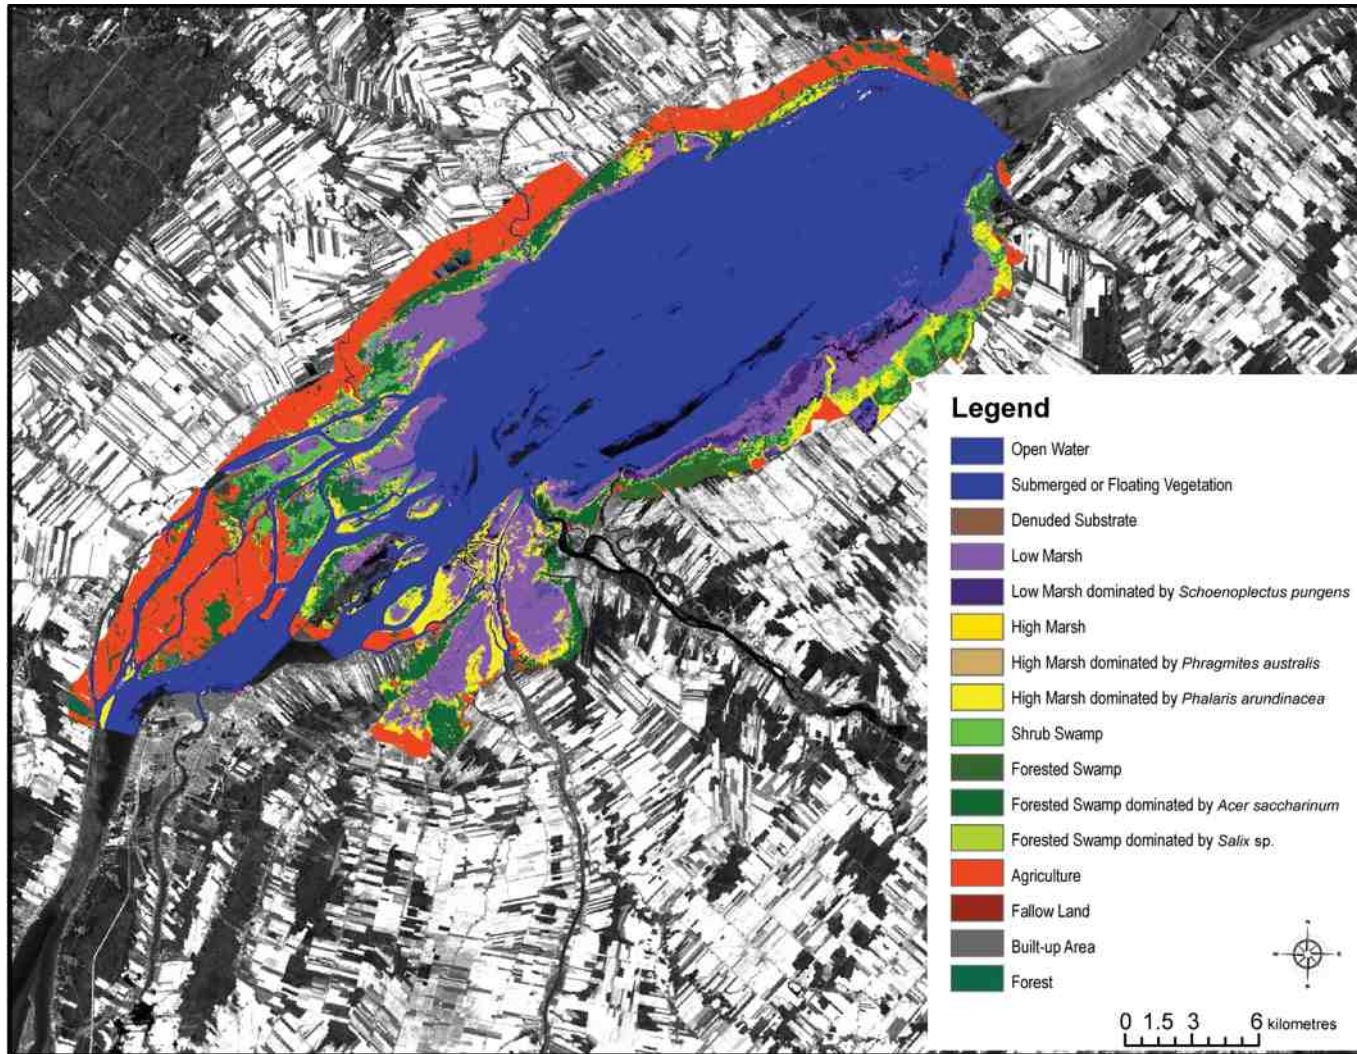 Legend
Open Water
Submerged or Floating Vegetation
Denuded Substrate
Low Marsh
Low Marsh dominated by Schoenoplectus pungens
High Marsh
High Marsh dominated by Phragmites australis
High Marsh dominated by Phalaris arundinacea
Shrub Swamp
Forested Swamp
Forested Swamp dominated by Acer saccharinum
Forested Swamp dominated by Salix sp.
Agriculture
Fallow Land
Built-up Area
Forest
0 1.5 3 6 kilometres